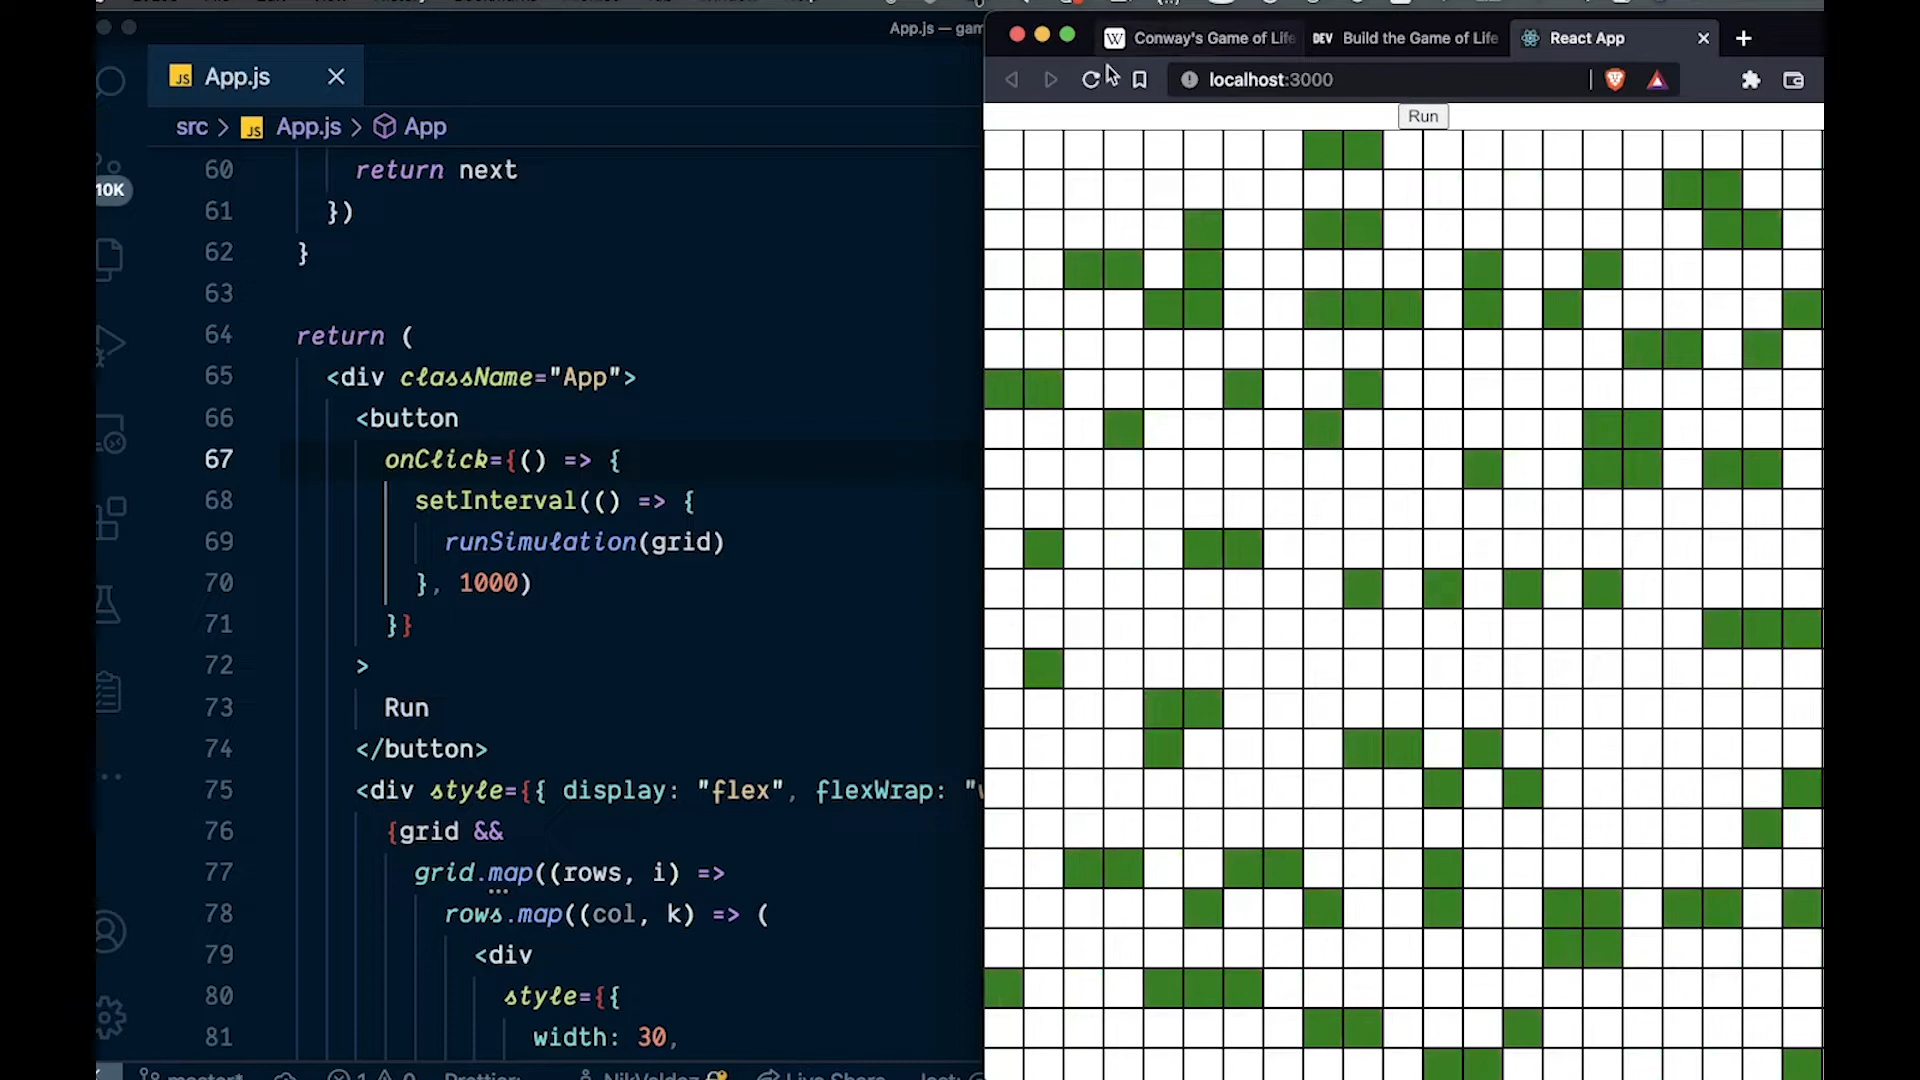 App.js — gam
App.js
src > App.js > App
10K
60 return next
61 })
62 }
63
64 return (
65 <div className="App">
66 <button
67 onClick={() => {
68 setInterval(() => {
69 runSimulation(grid)
70 }, 1000)
71 }}
72 >
73 Run
74 </button>
75 <div style={{ display: "flex", flexWrap: "
76 {grid &&
77 grid.map((rows, i) =>
78 rows.map((col, k) => (
79 <div
80 style={{
81 width: 30,
Conway's Game of Life
DEV Build the Game of Life
React App
localhost:3000
Run